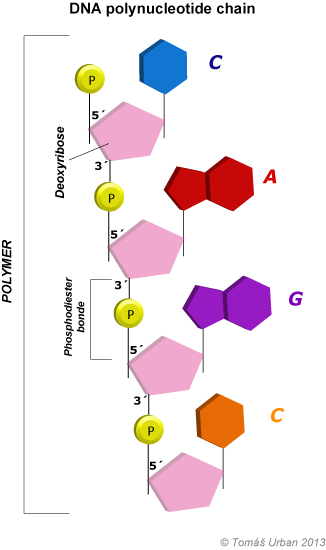 DNA polynucleotide chain
C
P
5´
Deoxyribose
3´
A
P
5´
POLYMER
3´
Phosphodiester
bonde
G
P
5´
3´
C
P
5´
© Tomáš Urban 2013